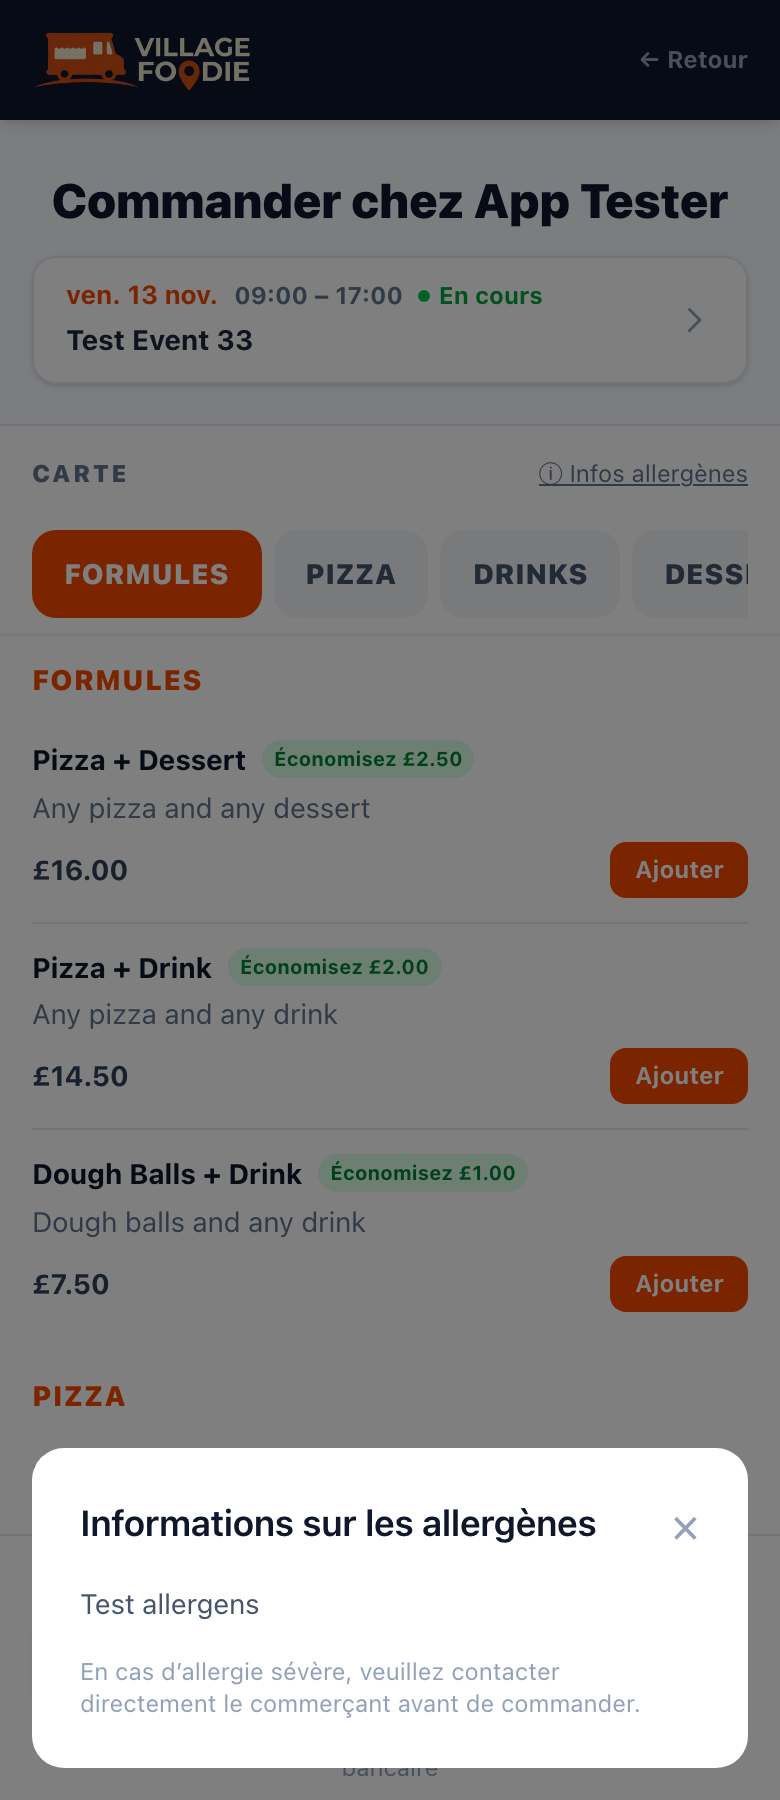 VILLAGE
FOODIE
← Retour
Commander chez App Tester
ven. 13 nov. 09:00 – 17:00 ● En cours
Test Event 33
CARTE
ⓘ Infos allergènes
FORMULES
PIZZA
DRINKS
FORMULES
Pizza + Dessert
Économisez £2.50
Any pizza and any dessert
£16.00
Ajouter
Pizza + Drink
Économisez £2.00
Any pizza and any drink
£14.50
Ajouter
Dough Balls + Drink
Économisez £1.00
Dough balls and any drink
£7.50
Ajouter
PIZZA
Informations sur les allergènes
×
Test allergens
En cas d’allergie sévère, veuillez contacter
directement le commerçant avant de commander.
bancaire